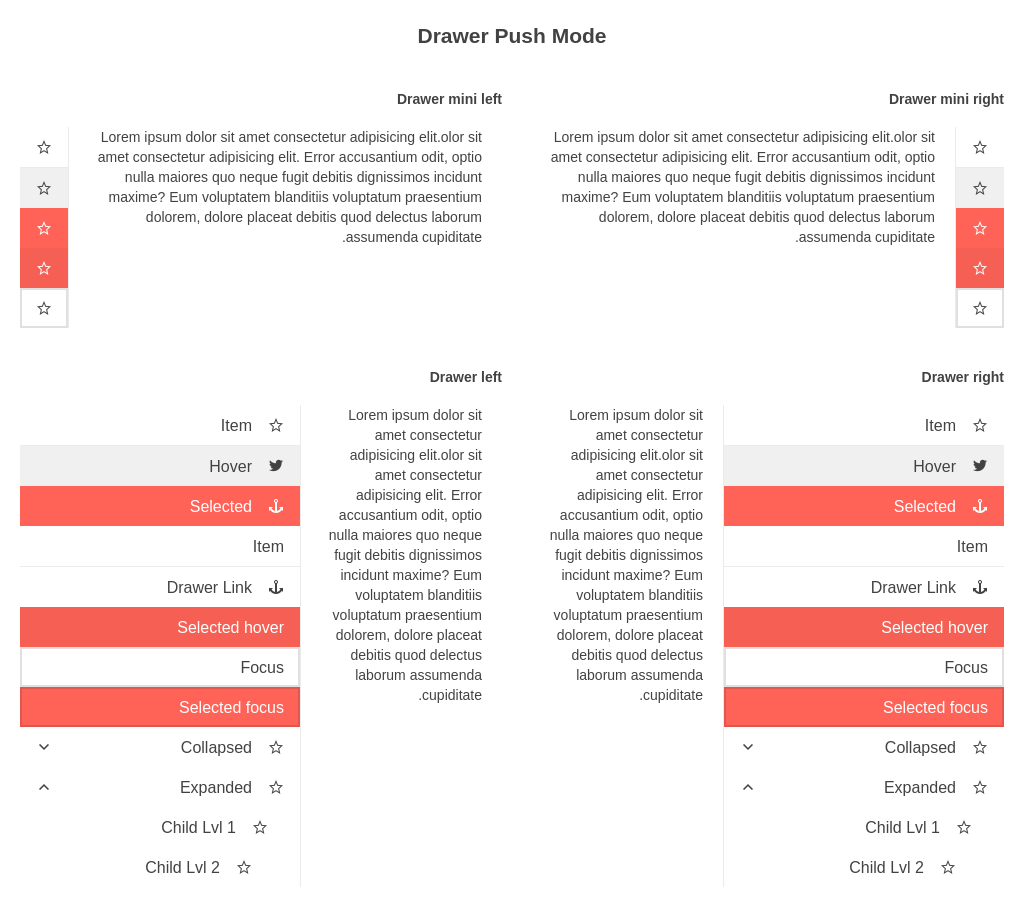 Drawer Push Mode
Drawer mini left
Drawer mini right
Lorem ipsum dolor sit amet consectetur adipisicing elit.olor sit
amet consectetur adipisicing elit. Error accusantium odit, optio
nulla maiores quo neque fugit debitis dignissimos incidunt
maxime? Eum voluptatem blanditiis voluptatum praesentium
dolorem, dolore placeat debitis quod delectus laborum
.assumenda cupiditate
Lorem ipsum dolor sit amet consectetur adipisicing elit.olor sit
amet consectetur adipisicing elit. Error accusantium odit, optio
nulla maiores quo neque fugit debitis dignissimos incidunt
maxime? Eum voluptatem blanditiis voluptatum praesentium
dolorem, dolore placeat debitis quod delectus laborum
.assumenda cupiditate
Drawer left
Drawer right
Item
Hover
Selected
Item
Drawer Link
Selected hover
Focus
Selected focus
Collapsed
Expanded
Child Lvl 1
Child Lvl 2
Lorem ipsum dolor sit
amet consectetur
adipisicing elit.olor sit
amet consectetur
adipisicing elit. Error
accusantium odit, optio
nulla maiores quo neque
fugit debitis dignissimos
incidunt maxime? Eum
voluptatem blanditiis
voluptatum praesentium
dolorem, dolore placeat
debitis quod delectus
laborum assumenda
.cupiditate
Lorem ipsum dolor sit
amet consectetur
adipisicing elit.olor sit
amet consectetur
adipisicing elit. Error
accusantium odit, optio
nulla maiores quo neque
fugit debitis dignissimos
incidunt maxime? Eum
voluptatem blanditiis
voluptatum praesentium
dolorem, dolore placeat
debitis quod delectus
laborum assumenda
.cupiditate
Item
Hover
Selected
Item
Drawer Link
Selected hover
Focus
Selected focus
Collapsed
Expanded
Child Lvl 1
Child Lvl 2